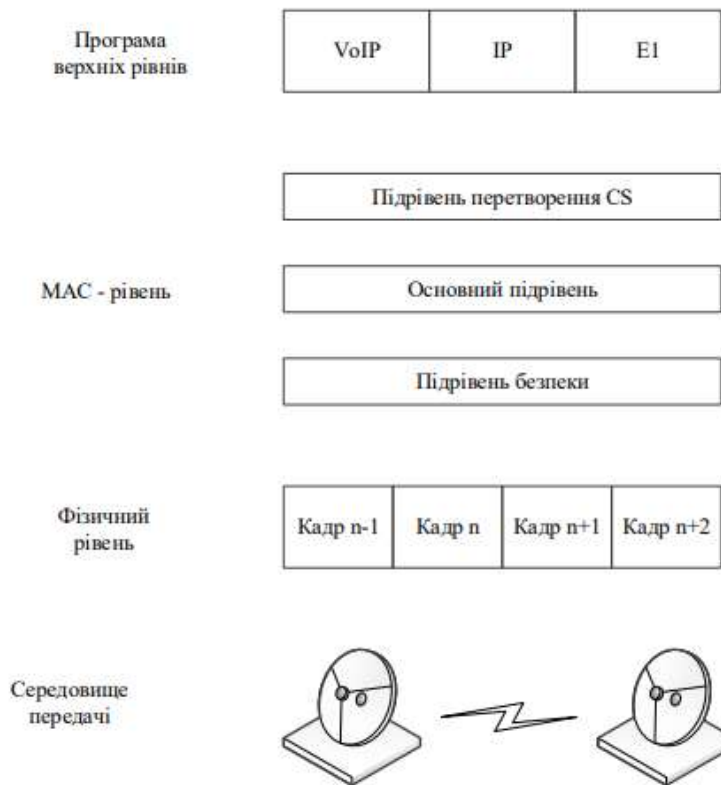 Програма
верхніх рівнів
VoIP
IP
E1
Підрівень перетворення CS
МАС - рівень
Основний підрівень
Підрівень безпеки
Фізичний
рівень
Кадр n-1
Кадр n
Кадр n+1
Кадр n+2
Середовище
передачі